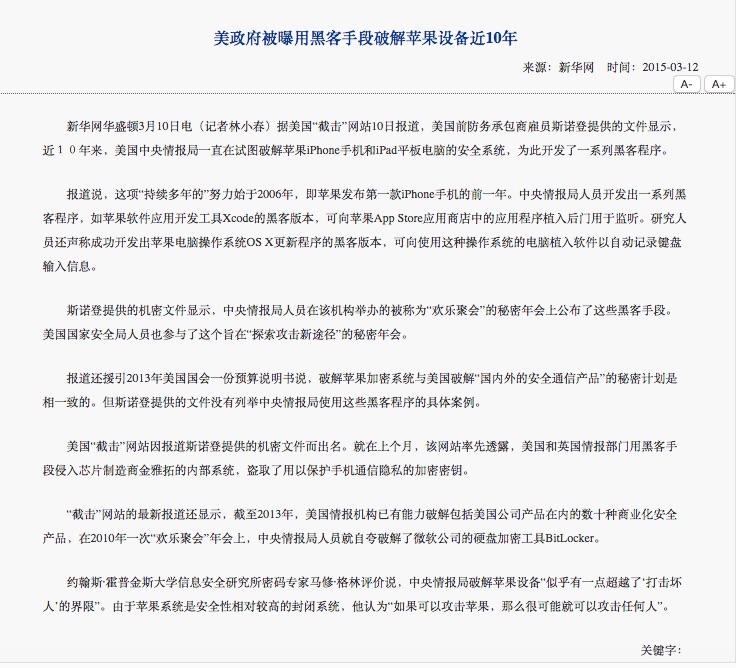 美政府被曝用黑客手段破解苹果设备近10年
来源：新华网 时间：2015-03-12
A- A+
新华网华盛顿3月10日电（记者林小春）据美国“截击”网站10日报道，美国前防务承包商雇员斯诺登提供的文件显示，
近１０年来，美国中央情报局一直在试图破解苹果iPhone手机和iPad平板电脑的安全系统，为此开发了一系列黑客程序。
报道说，这项“持续多年的”努力始于2006年，即苹果发布第一款iPhone手机的前一年。中央情报局人员开发出一系列黑
客程序，如苹果软件应用开发工具Xcode的黑客版本，可向苹果App Store应用商店中的应用程序植入后门用于监听。研究人
员还声称成功开发出苹果电脑操作系统OS X更新程序的黑客版本，可向使用这种操作系统的电脑植入软件以自动记录键盘
输入信息。
斯诺登提供的机密文件显示，中央情报局人员在该机构举办的被称为“欢乐聚会”的秘密年会上公布了这些黑客手段。
美国国家安全局人员也参与了这个旨在“探索攻击新途径”的秘密年会。
报道还援引2013年美国国会一份预算说明书说，破解苹果加密系统与美国破解“国内外的安全通信产品”的秘密计划是
相一致的。但斯诺登提供的文件没有列举中央情报局使用这些黑客程序的具体案例。
美国“截击”网站因报道斯诺登提供的机密文件而出名。就在上个月，该网站率先透露，美国和英国情报部门用黑客手
段侵入芯片制造商金雅拓的内部系统，盗取了用以保护手机通信隐私的加密密钥。
“截击”网站的最新报道还显示，截至2013年，美国情报机构已有能力破解包括美国公司产品在内的数十种商业化安全
产品，在2010年一次“欢乐聚会”年会上，中央情报局人员就自夸破解了微软公司的硬盘加密工具BitLocker。
约翰斯·霍普金斯大学信息安全研究所密码专家马修·格林评价说，中央情报局破解苹果设备“似乎有一点超越了‘打击坏
人’的界限”。由于苹果系统是安全性相对较高的封闭系统，他认为“如果可以攻击苹果，那么很可能就可以攻击任何人”。
关键字：